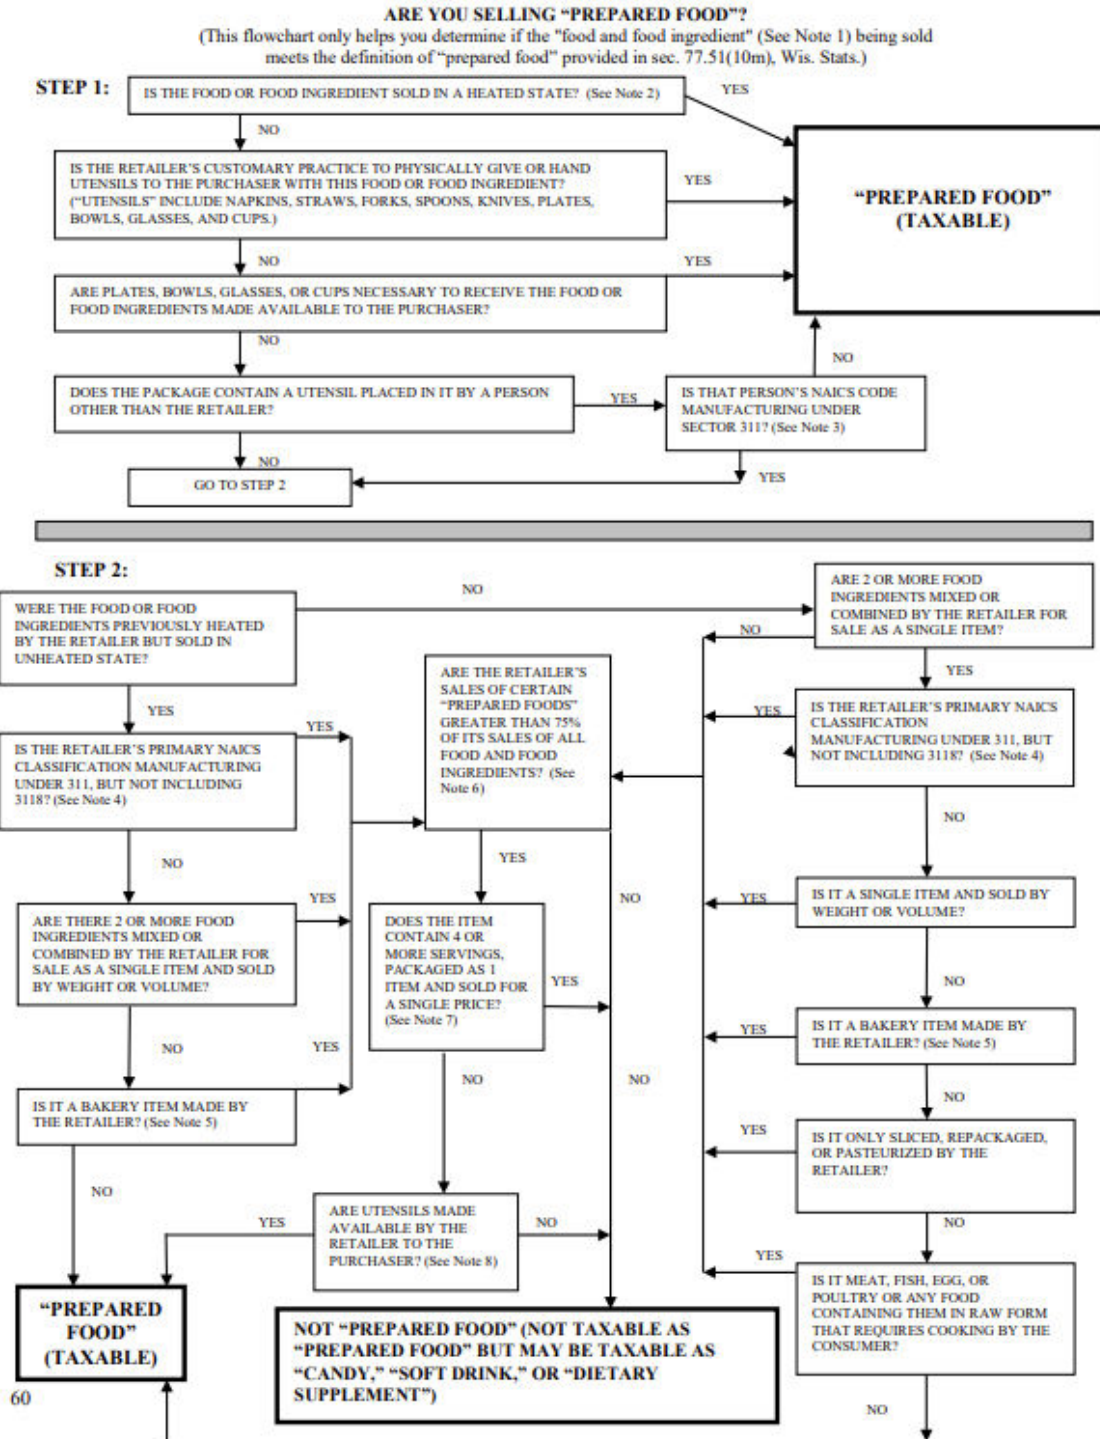 ARE YOU SELLING “PREPARED FOOD”?
(This flowchart only helps you determine if the "food and food ingredient" (See Note 1) being sold
meets the definition of “prepared food” provided in sec. 77.51(10m), Wis. Stats.)
STEP 1:
IS THE FOOD OR FOOD INGREDIENT SOLD IN A HEATED STATE? (See Note 2)
YES
NO
IS THE RETAILER'S CUSTOMARY PRACTICE TO PHYSICALLY GIVE OR HAND
UTENSILS TO THE PURCHASER WITH THIS FOOD OR FOOD INGREDIENT?
(“UTENSILS” INCLUDE NAPKINS, STRAWS, FORKS, SPOONS, KNIVES, PLATES,
BOWLS, GLASSES, AND CUPS.)
YES
“PREPARED FOOD”
(TAXABLE)
NO
YES
ARE PLATES, BOWLS, GLASSES, OR CUPS NECESSARY TO RECEIVE THE FOOD OR
FOOD INGREDIENTS MADE AVAILABLE TO THE PURCHASER?
NO
NO
DOES THE PACKAGE CONTAIN A UTENSIL PLACED IN IT BY A PERSON
OTHER THAN THE RETAILER?
YES
IS THAT PERSON'S NAICS CODE
MANUFACTURING UNDER
SECTOR 311? (See Note 3)
NO
YES
GO TO STEP 2
STEP 2:
WERE THE FOOD OR FOOD
INGREDIENTS PREVIOUSLY HEATED
BY THE RETAILER BUT SOLD IN
UNHEATED STATE?
NO
ARE 2 OR MORE FOOD
INGREDIENTS MIXED OR
COMBINED BY THE RETAILER FOR
SALE AS A SINGLE ITEM?
NO
YES
YES
IS THE RETAILER'S PRIMARY NAICS
CLASSIFICATION MANUFACTURING
UNDER 311, BUT NOT INCLUDING
3118? (See Note 4)
YES
ARE THE RETAILER'S
SALES OF CERTAIN
“PREPARED FOODS”
GREATER THAN 75%
OF ITS SALES OF ALL
FOOD AND FOOD
INGREDIENTS? (See
Note 6)
YES
IS THE RETAILER'S PRIMARY NAICS
CLASSIFICATION
MANUFACTURING UNDER 311, BUT
NOT INCLUDING 3118? (See Note 4)
NO
NO
YES
NO
ARE THERE 2 OR MORE FOOD
INGREDIENTS MIXED OR
COMBINED BY THE RETAILER FOR
SALE AS A SINGLE ITEM AND SOLD
BY WEIGHT OR VOLUME?
YES
DOES THE ITEM
CONTAIN 4 OR
MORE SERVINGS,
PACKAGED AS 1
ITEM AND SOLD FOR
A SINGLE PRICE?
(See Note 7)
YES
YES
IS IT A SINGLE ITEM AND SOLD BY
WEIGHT OR VOLUME?
NO
NO
YES
YES
IS IT A BAKERY ITEM MADE BY
THE RETAILER? (See Note 5)
IS IT A BAKERY ITEM MADE BY
THE RETAILER? (See Note 5)
NO
NO
NO
YES
IS IT ONLY SLICED, REPACKAGED,
OR PASTEURIZED BY THE
RETAILER?
NO
NO
YES
ARE UTENSILS MADE
AVAILABLE BY THE
RETAILER TO THE
PURCHASER? (See Note 8)
NO
YES
IS IT MEAT, FISH, EGG, OR
POULTRY OR ANY FOOD
CONTAINING THEM IN RAW FORM
THAT REQUIRES COOKING BY THE
CONSUMER?
“PREPARED
FOOD”
(TAXABLE)
NOT “PREPARED FOOD” (NOT TAXABLE AS
“PREPARED FOOD” BUT MAY BE TAXABLE AS
“CANDY,” “SOFT DRINK,” OR “DIETARY
SUPPLEMENT”)
60
NO